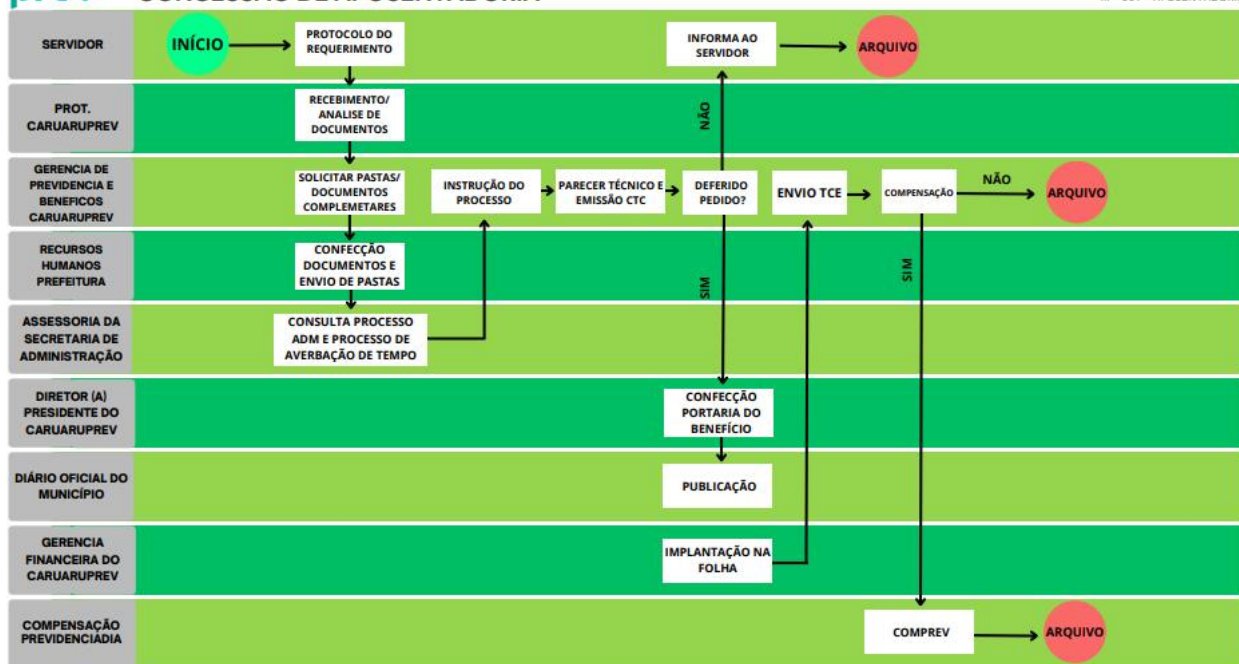 CONCESSÃO DE APOSENTADORIA
SERVIDOR
INÍCIO
PROTOCOLO DO
REQUERIMENTO
INFORMA AO
SERVIDOR
ARQUIVO
PROT.
CARUARUPREV
RECEBIMENTO/
ANALISE DE
DOCUMENTOS
NÃO
GERENCIA DE
PREVIDENCIA E
BENEFICOS
CARUARUPREV
SOLICITAR PASTAS/
DOCUMENTOS
COMPLEMETARES
INSTRUÇÃO DO
PROCESSO
PARECER TÉCNICO E
EMISSÃO CTC
DEFERIDO
PEDIDO?
ENVIO TCE
COMPENSAÇÃO
NÃO
ARQUIVO
RECURSOS
HUMANOS
PREFEITURA
CONFECÇÃO
DOCUMENTOS E
ENVIO DE PASTAS
SIM
SIM
ASSESSORIA DA
SECRETARIA DE
ADMINISTRAÇÃO
CONSULTA PROCESSO
ADM E PROCESSO DE
AVERBAÇÃO DE TEMPO
DIRETOR (A)
PRESIDENTE DO
CARUARUPREV
CONFECÇÃO
PORTARIA DO
BENEFÍCIO
DIÁRIO OFICIAL DO
MUNICÍPIO
PUBLICAÇÃO
GERENCIA
FINANCEIRA DO
CARUARUPREV
IMPLANTAÇÃO NA
FOLHA
COMPENSAÇÃO
PREVIDENCIADIA
COMPREV
ARQUIVO